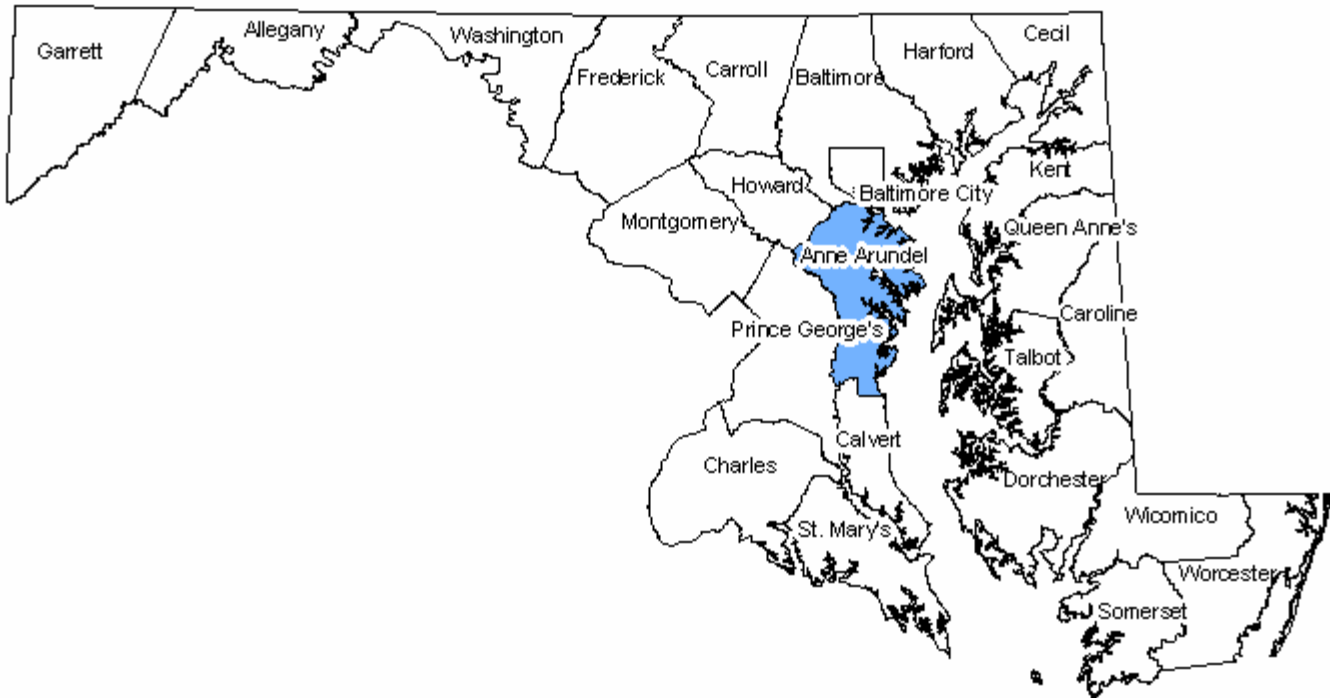 Garrett
Allegany
Washington
Frederick
Carroll
Baltimore
Harford
Cecil
Kent
Howard
Baltimore City
Montgomery
Queen Anne's
Anne Arundel
Caroline
Prince George's
Talbot
Calvert
Charles
Dorchester
Wicomico
St. Mary's
Worcester
Somerset